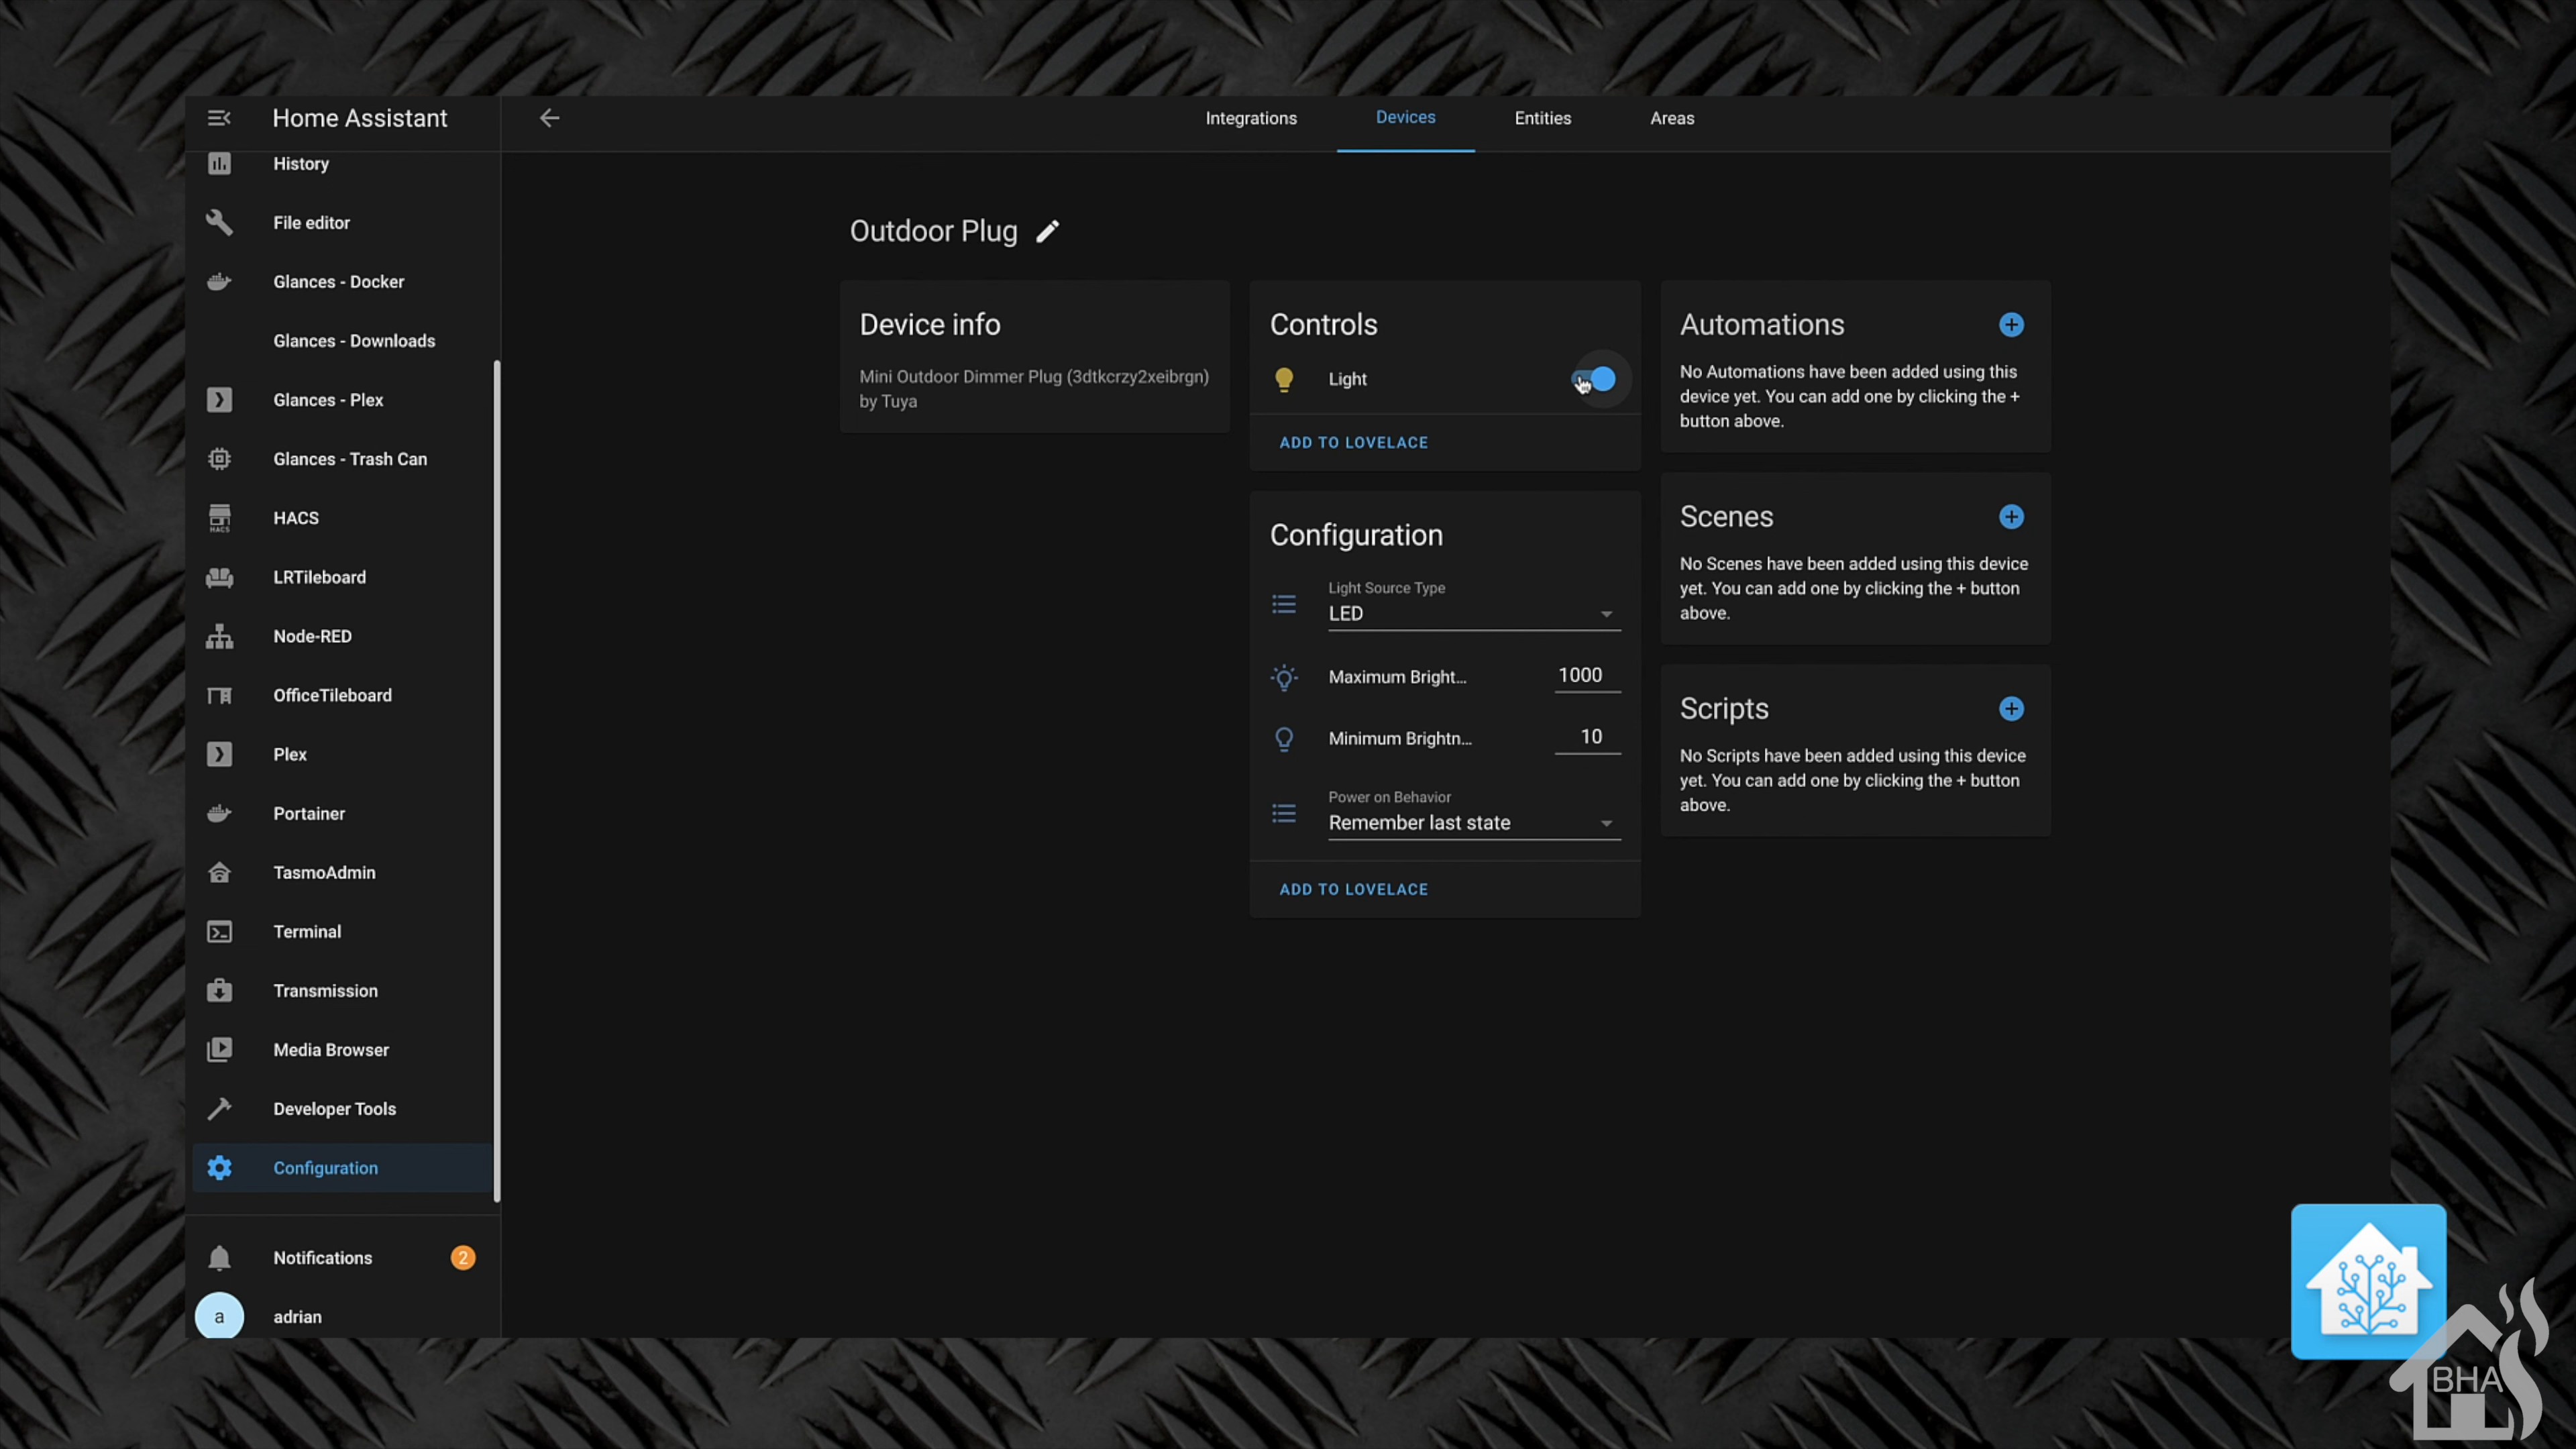 Home Assistant
Integrations
Devices
Entities
Areas
History
File editor
Glances - Docker
Glances - Downloads
Glances - Plex
Glances - Trash Can
HACS
HACS
LRTileboard
Node-RED
OfficeTileboard
Plex
Portainer
TasmoAdmin
Terminal
Transmission
Media Browser
Developer Tools
Configuration
Notifications
2
a
adrian
Outdoor Plug
Device info
Mini Outdoor Dimmer Plug (3dtkcrzy2xeibrgn)
by Tuya
Controls
Light
ADD TO LOVELACE
Configuration
Light Source Type
LED
Maximum Bright...
1000
Minimum Brightn...
10
Power on Behavior
Remember last state
ADD TO LOVELACE
Automations
No Automations have been added using this
device yet. You can add one by clicking the +
button above.
Scenes
No Scenes have been added using this device
yet. You can add one by clicking the + button
above.
Scripts
No Scripts have been added using this device
yet. You can add one by clicking the + button
above.
BHA